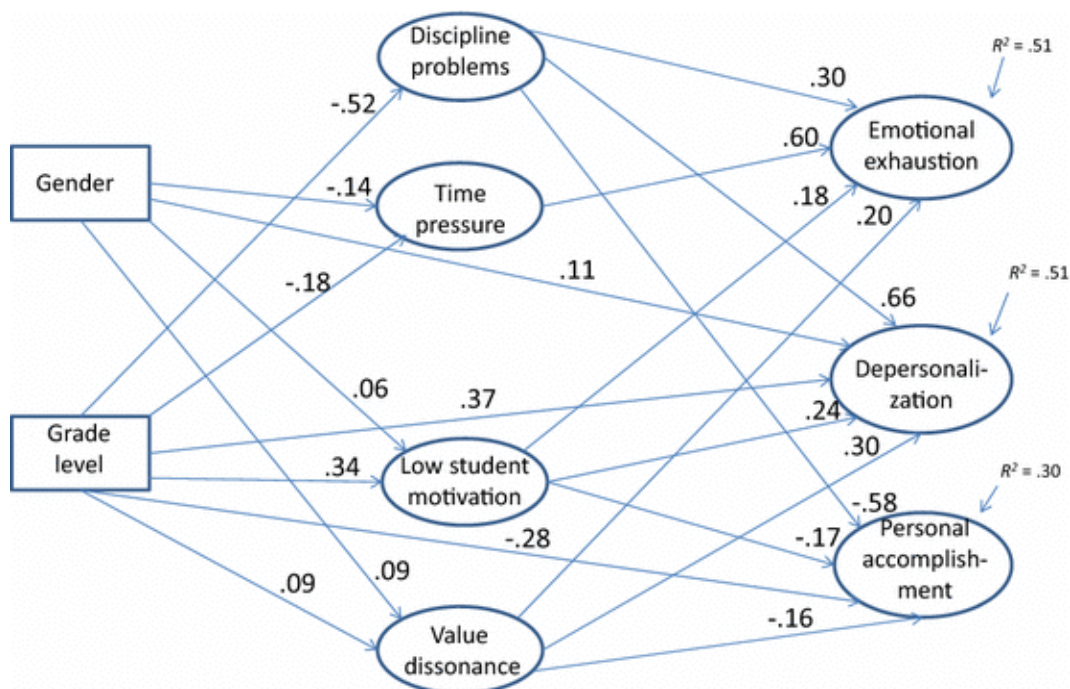 Discipline
problems
R² = .51
-.52
.30
Emotional
exhaustion
.60
Gender
-.14
Time
pressure
.18
.20
.11
-.18
R² = .51
.66
Depersonali-
zation
.06
.37
.24
Grade
level
.34
Low student
motivation
.30
R² = .30
-.58
-.17
Personal
accomplish-
ment
-.28
.09
.09
Value
dissonance
-.16